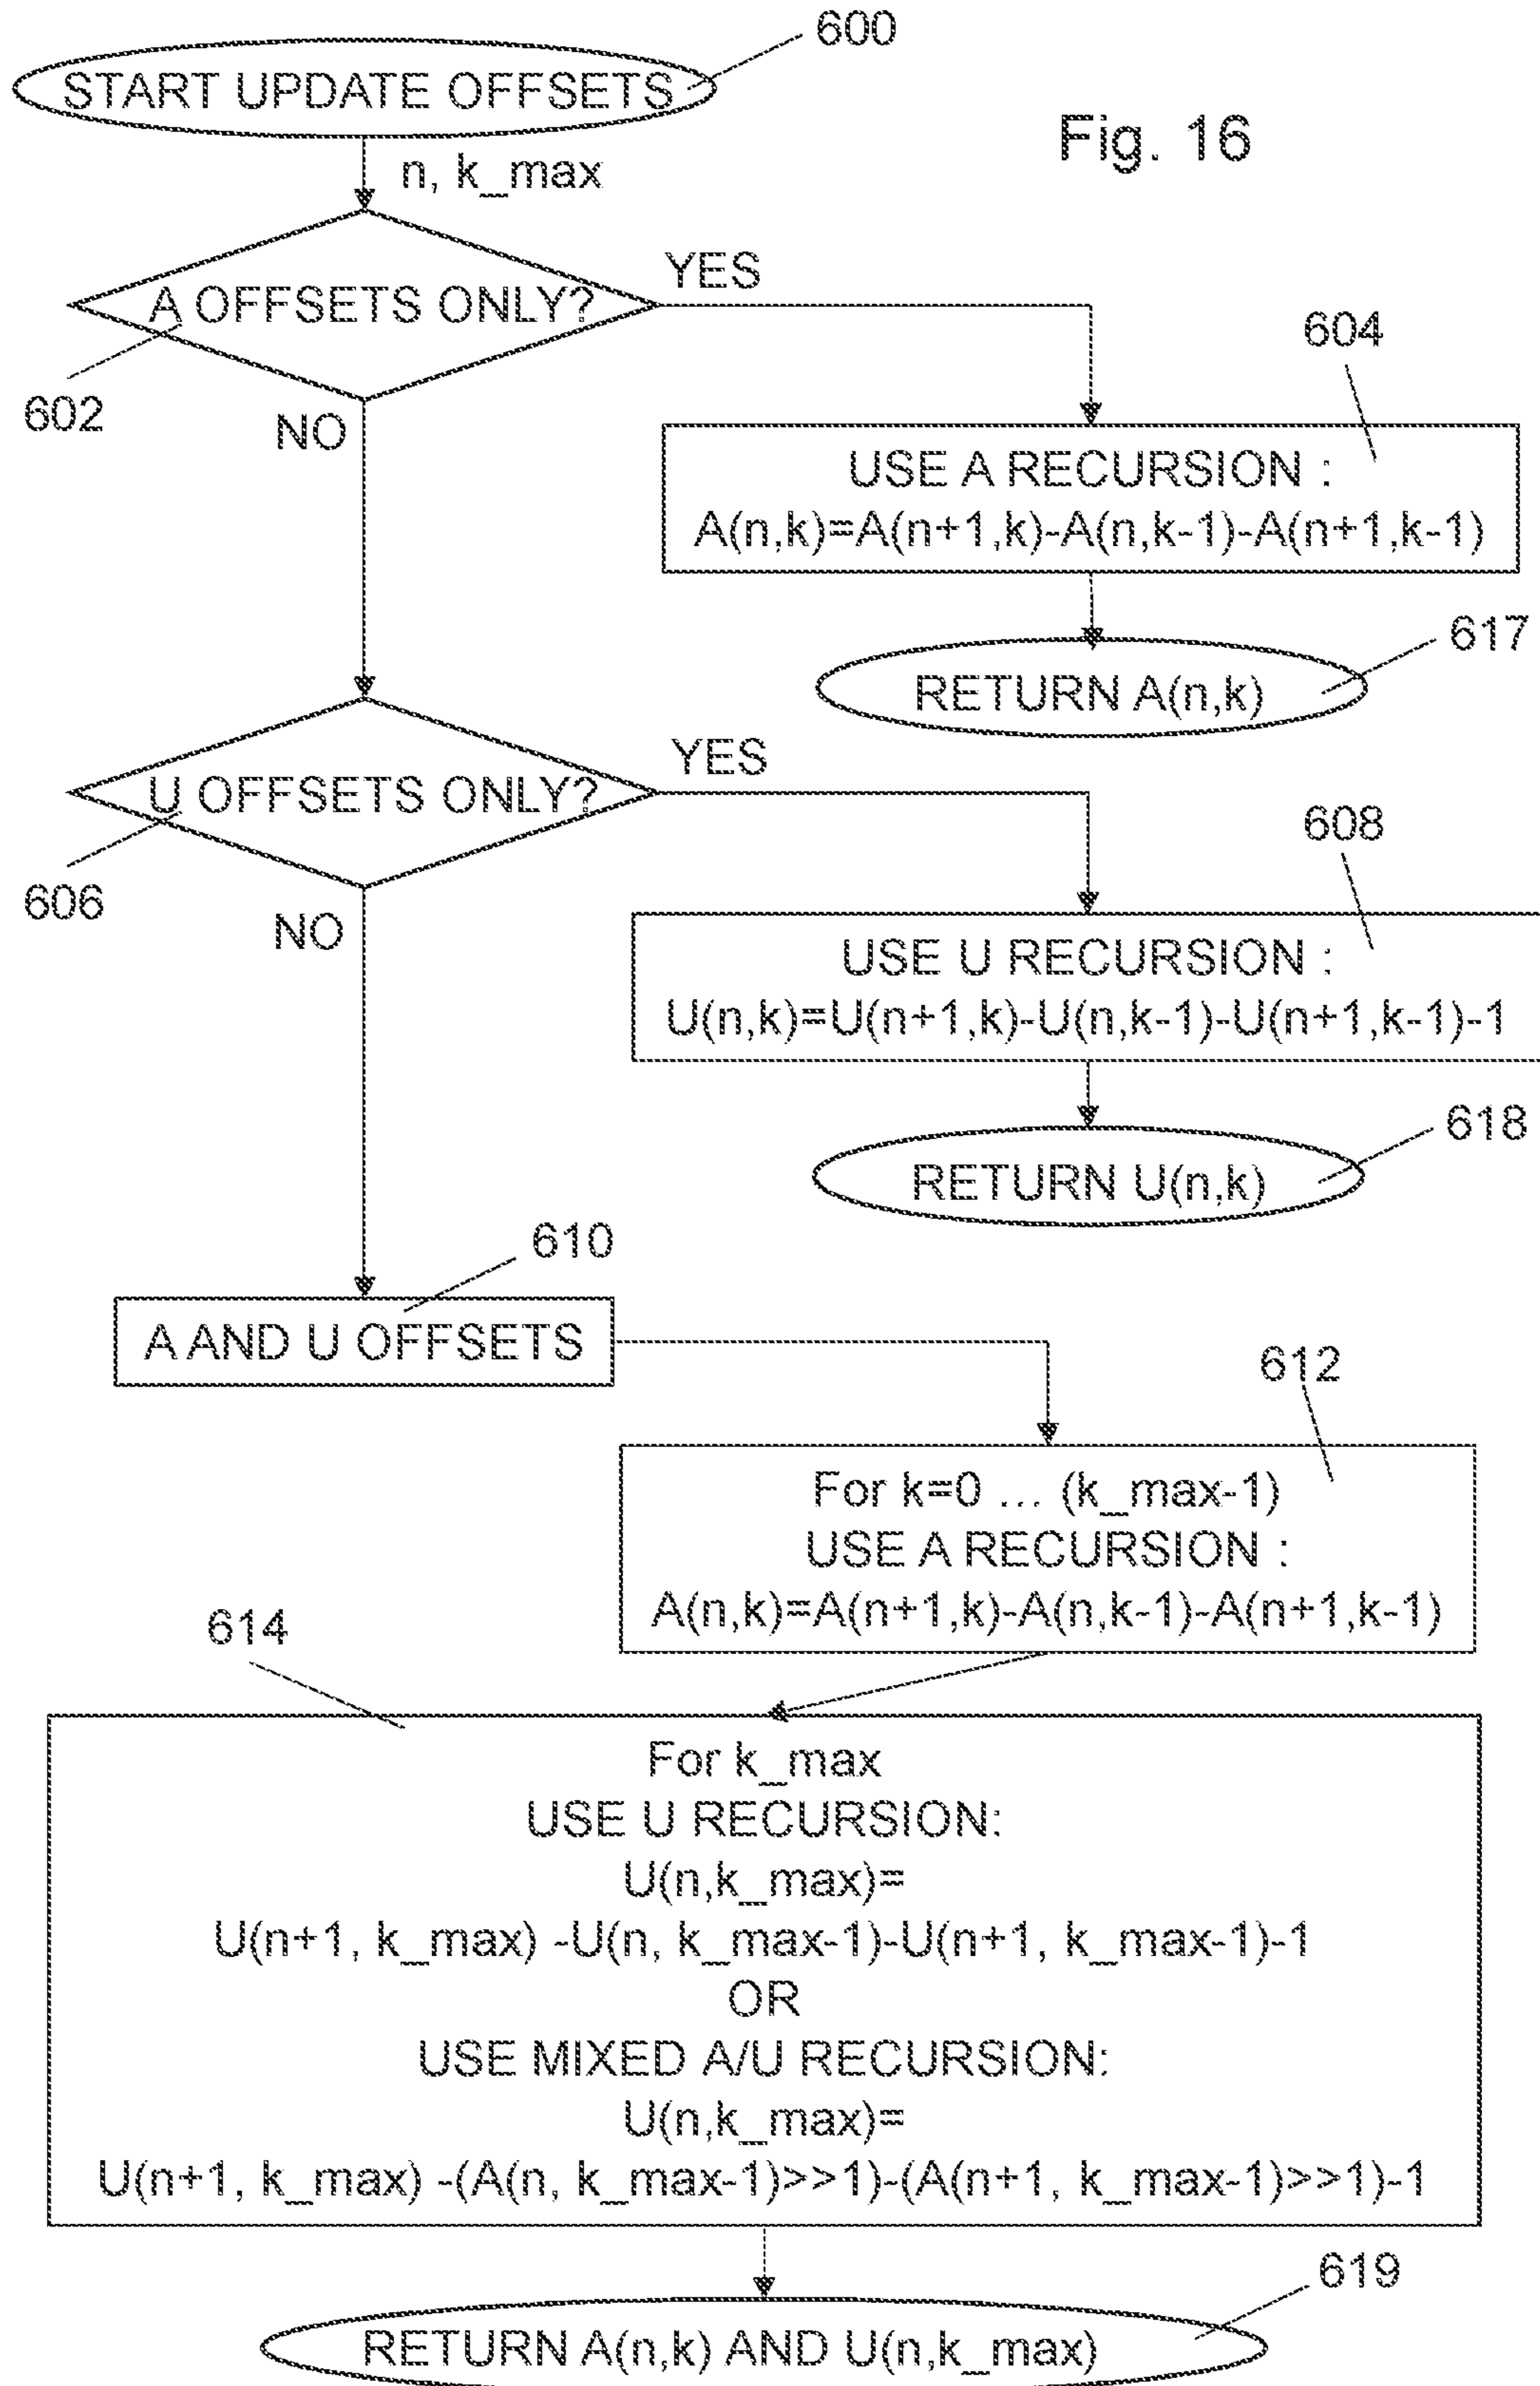 600
START UPDATE OFFSETS
Fig. 16
n, k_max
YES
A OFFSETS ONLY?
604
602
NO
USE A RECURSION :
A(n,k)=A(n+1,k)-A(n,k-1)-A(n+1,k-1)
617
RETURN A(n,k)
YES
U OFFSETS ONLY?
608
606
NO
USE U RECURSION :
U(n,k)=U(n+1,k)-U(n,k-1)-U(n+1,k-1)-1
618
RETURN U(n,k)
610
A AND U OFFSETS
612
For k=0 ... (k_max-1)
USE A RECURSION :
A(n,k)=A(n+1,k)-A(n,k-1)-A(n+1,k-1)
614
For k_max
USE U RECURSION:
U(n,k_max)=
U(n+1, k_max) -U(n, k_max-1)-U(n+1, k_max-1)-1
OR
USE MIXED A/U RECURSION:
U(n,k_max)=
U(n+1, k_max) -(A(n, k_max-1)>>1)-(A(n+1, k_max-1)>>1)-1
619
RETURN A(n,k) AND U(n,k_max)